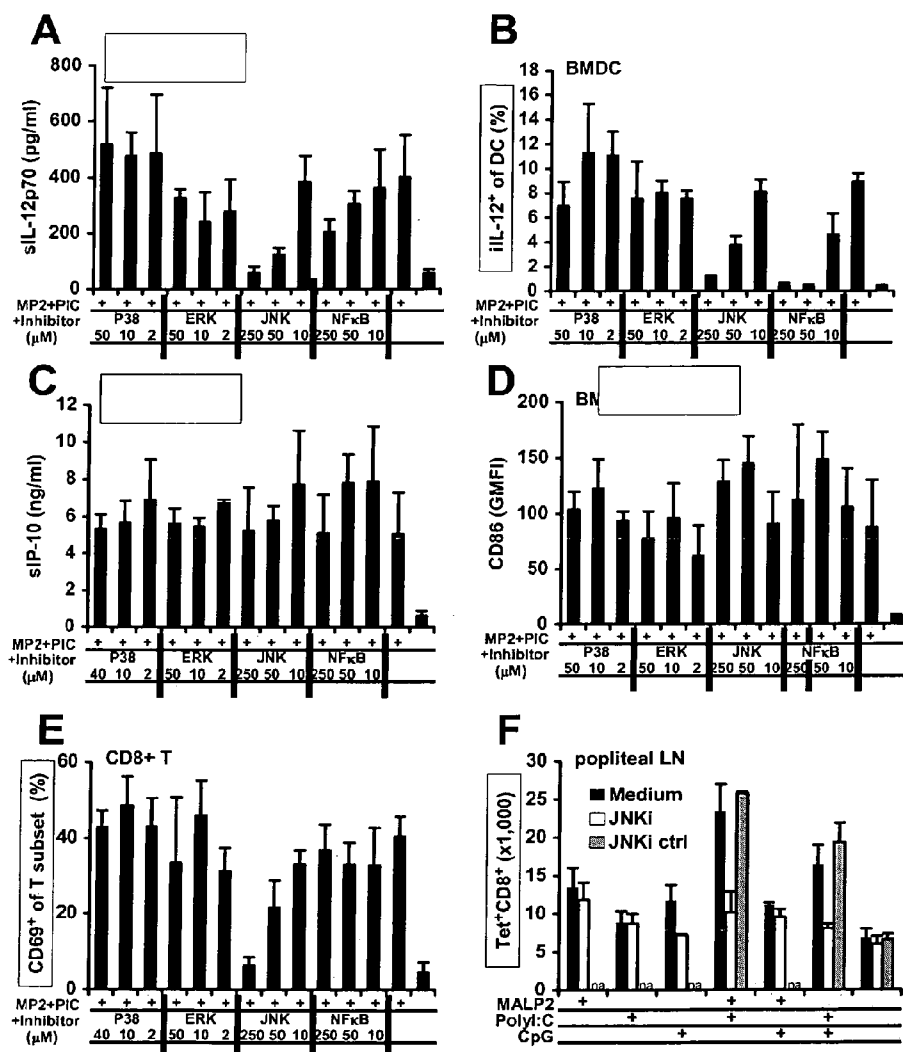 A
800
600
400
200
0
sIL-12p70 (pg/ml)
MP2+PIC + + + + + + + + + + + + +
+Inhibitor P38 ERK JNK NFκB
(μM) 50 10 2 50 10 2 250 50 10 250 50 10
B
BMDC
18
16
14
12
10
8
6
4
2
0
iIL-12+ of DC (%)
MP2+PIC + + + + + + + + + + + + +
+Inhibitor P38 ERK JNK NFκB
(μM) 50 10 2 50 10 2 250 50 10 250 50 10
C
12
10
8
6
4
2
0
sIP-10 (ng/ml)
MP2+PIC + + + + + + + + + + + + +
+Inhibitor P38 ERK JNK NFκB
(μM) 40 10 2 50 10 2 250 50 10 250 50 10
D
BM
200
150
100
50
0
CD86 (GMFI)
MP2+PIC + + + + + + + + + + + + +
+Inhibitor P38 ERK JNK NFκB
(μM) 50 10 2 50 10 2 250 50 10 250 50 10
E
CD8+ T
60
40
20
0
CD69+ of T subset (%)
MP2+PIC + + + + + + + + + + + + +
+Inhibitor P38 ERK JNK NFκB
(μM) 40 10 2 50 10 2 250 50 10 250 50 10
F
popliteal LN
Medium
JNKi
JNKi ctrl
30
25
20
15
10
5
0
Tet+CD8+ (x1,000)
na na na na
MALP2 + + +
PolyI:C + + +
CpG + + +